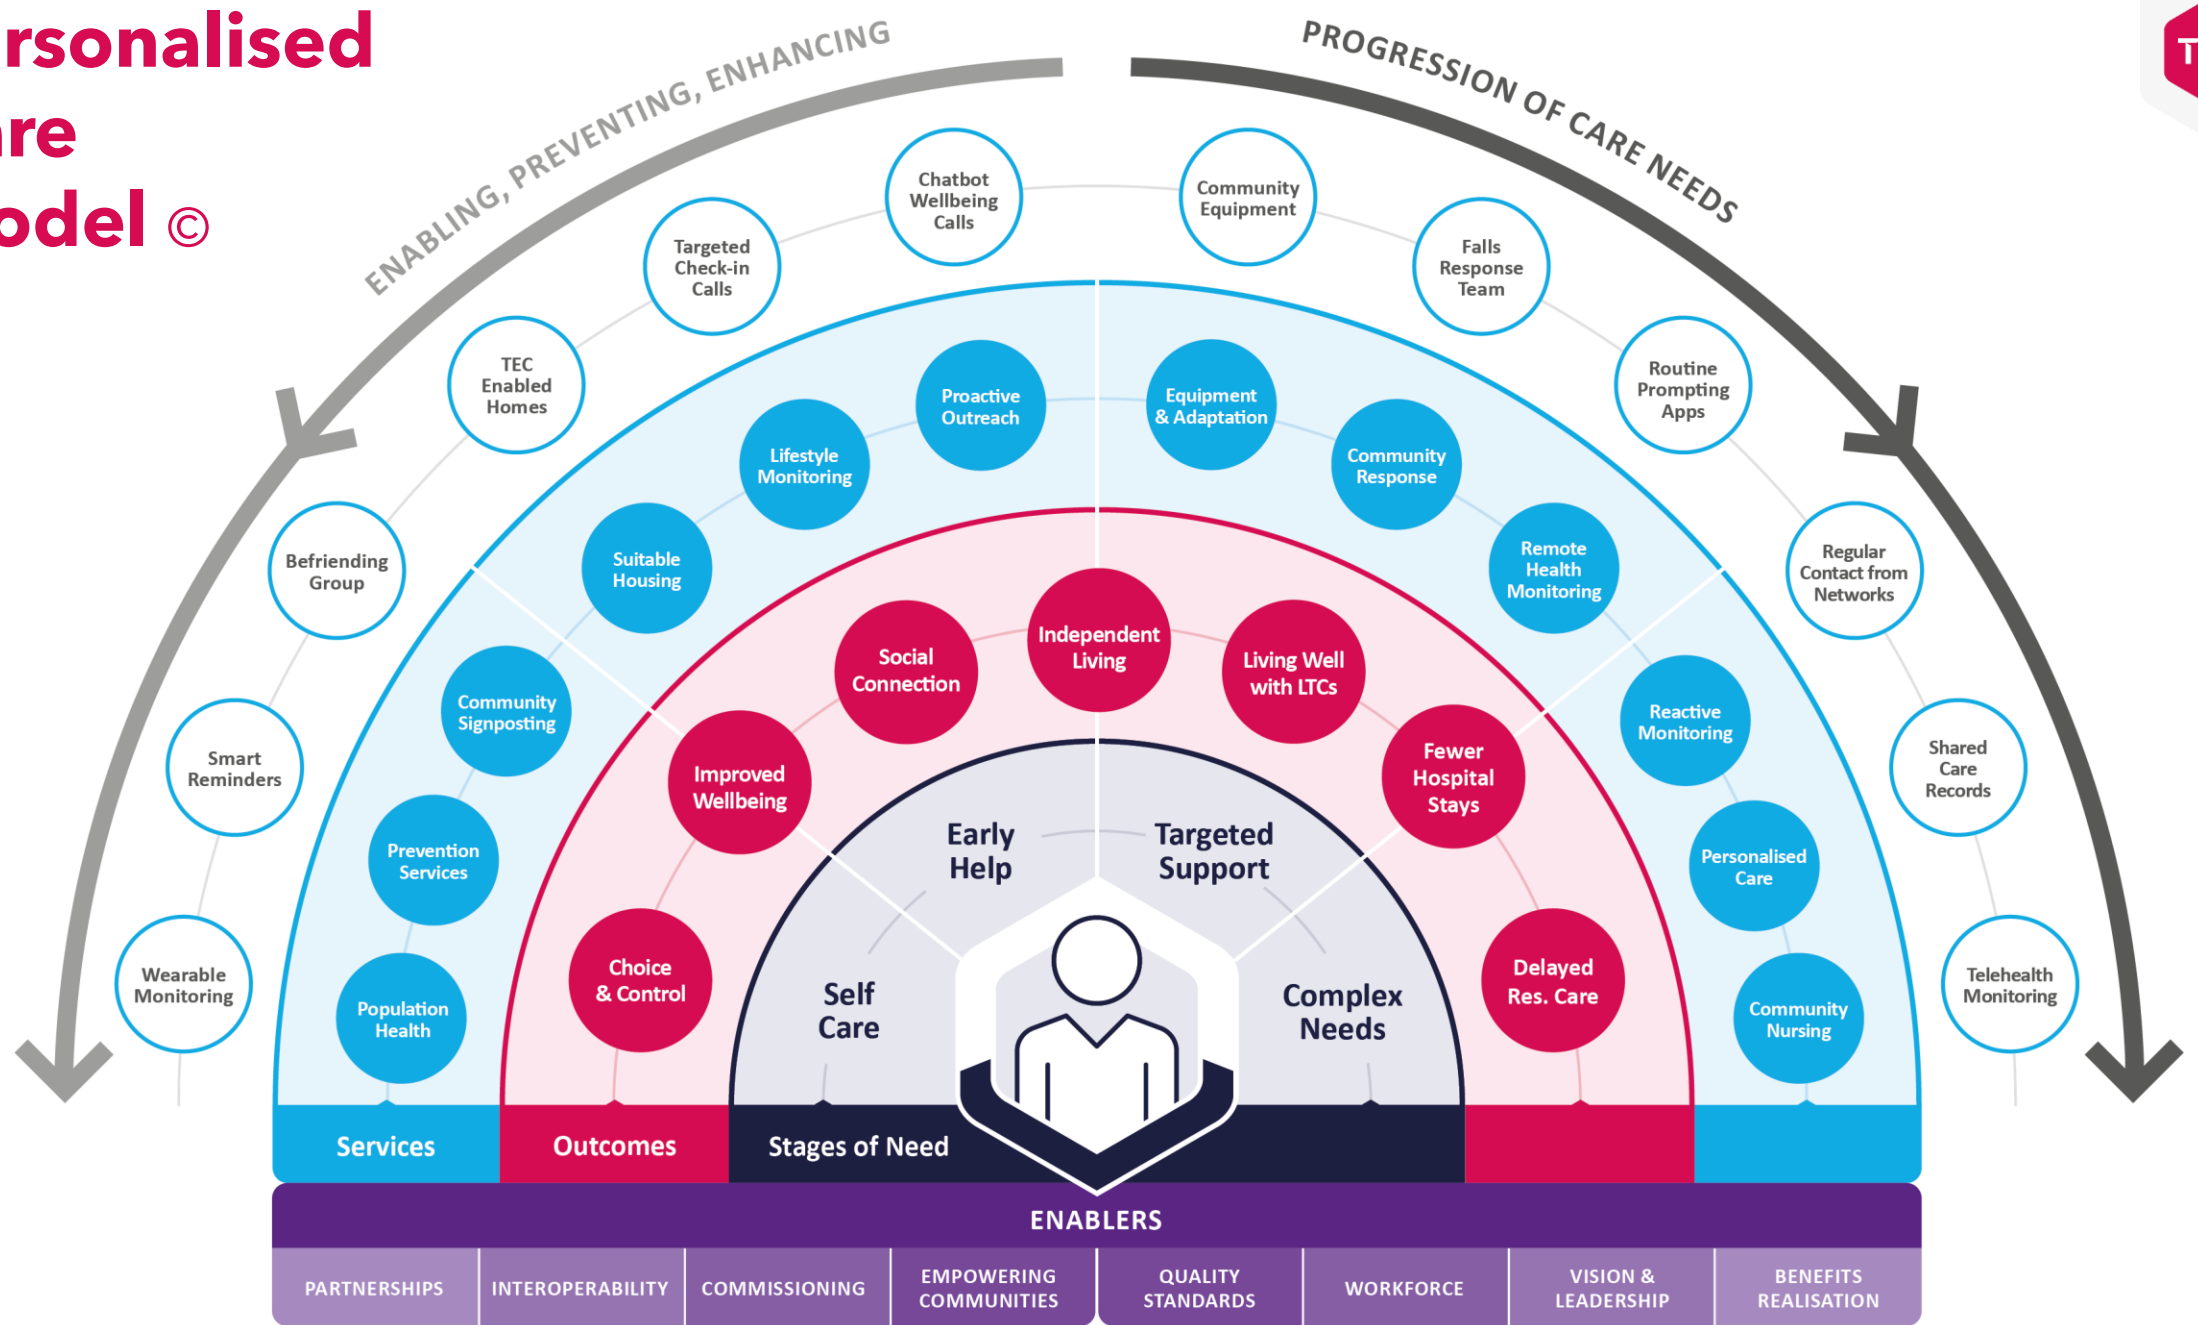 rsonalised
are
odel ©
ENABLING, PREVENTING, ENHANCING
PROGRESSION OF CARE NEEDS
T
Wearable
Monitoring
Smart
Reminders
Befriending
Group
TEC
Enabled
Homes
Targeted
Check-in
Calls
Chatbot
Wellbeing
Calls
Community
Equipment
Falls
Response
Team
Routine
Prompting
Apps
Regular
Contact from
Networks
Shared
Care
Records
Telehealth
Monitoring
Population
Health
Prevention
Services
Community
Signposting
Suitable
Housing
Lifestyle
Monitoring
Proactive
Outreach
Equipment
& Adaptation
Community
Response
Remote
Health
Monitoring
Reactive
Monitoring
Personalised
Care
Community
Nursing
Choice
& Control
Improved
Wellbeing
Social
Connection
Independent
Living
Living Well
with LTCs
Fewer
Hospital
Stays
Delayed
Res. Care
Self
Care
Early
Help
Targeted
Support
Complex
Needs
Services
Outcomes
Stages of Need
ENABLERS
PARTNERSHIPS
INTEROPERABILITY
COMMISSIONING
EMPOWERING
COMMUNITIES
QUALITY
STANDARDS
WORKFORCE
VISION &
LEADERSHIP
BENEFITS
REALISATION